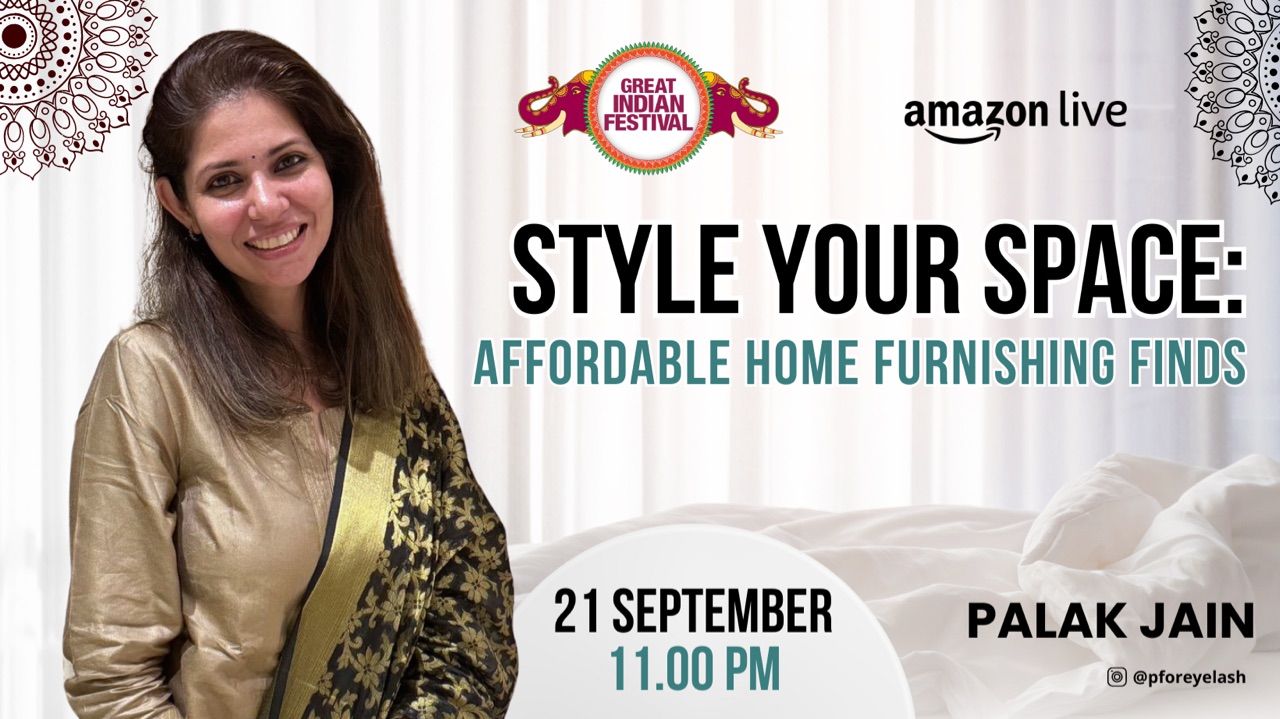 GREAT
INDIAN
FESTIVAL
amazon live
STYLE YOUR SPACE:
AFFORDABLE HOME FURNISHING FINDS
21 SEPTEMBER
11.00 PM
PALAK JAIN
@pforeyelash